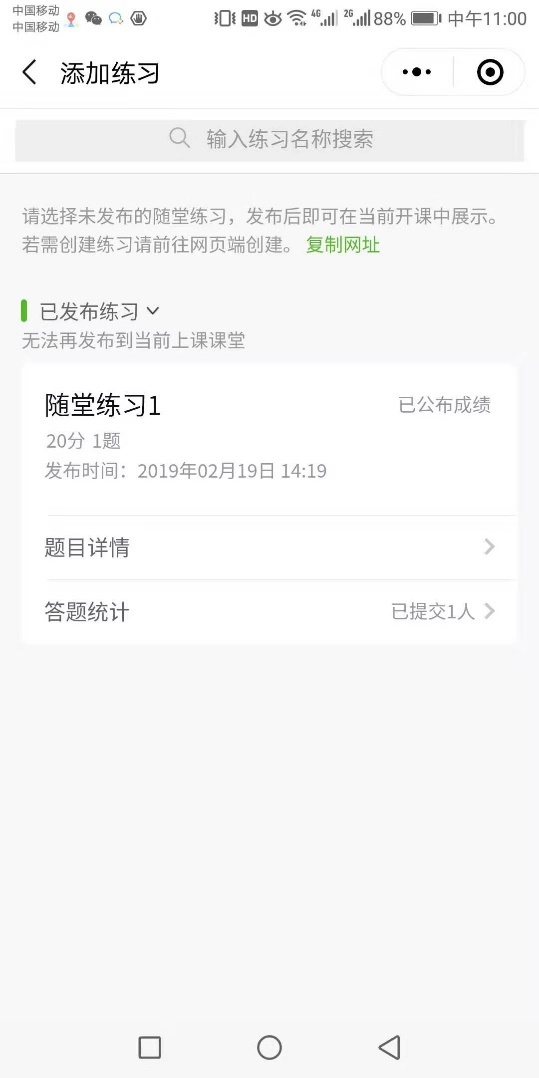 中国移动
中国移动
HD 4G 2G 88% 中午11:00
添加练习
输入练习名称搜索
请选择未发布的随堂练习，发布后即可在当前开课中展示。
若需创建练习请前往网页端创建。 复制网址
已发布练习
无法再发布到当前上课课堂
随堂练习1 已公布成绩
20分 1题
发布时间：2019年02月19日 14:19
题目详情
答题统计 已提交1人